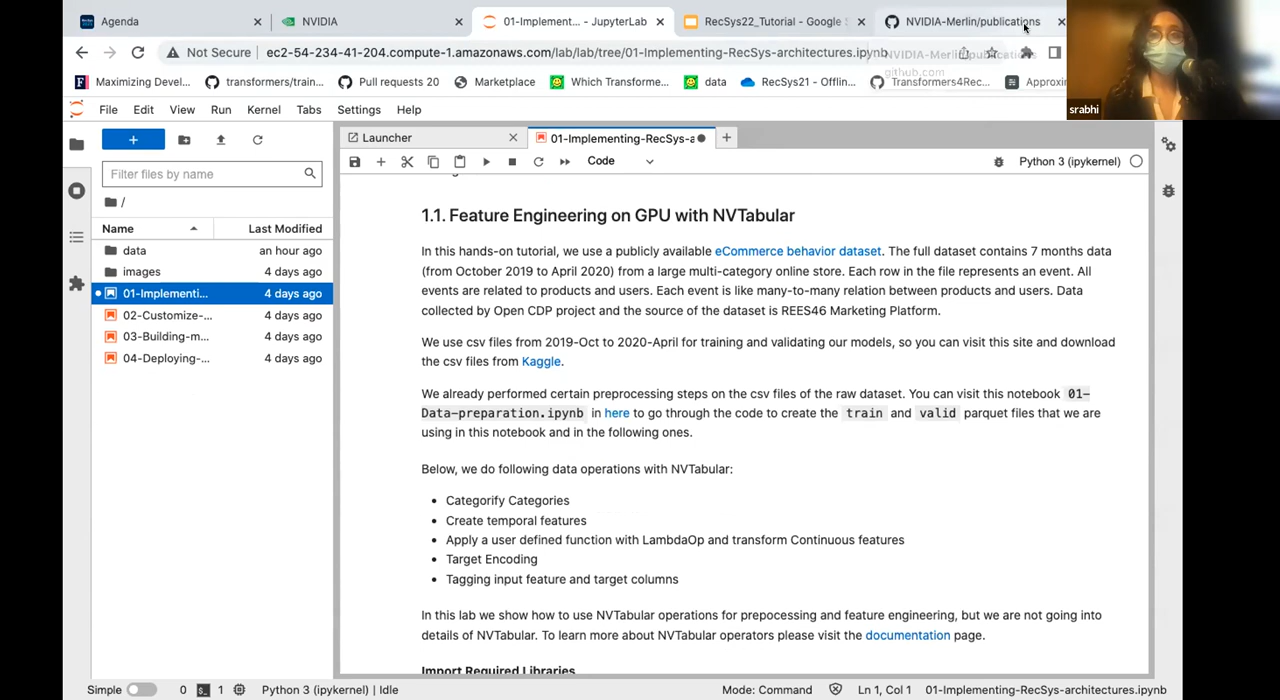 Agenda
NVIDIA
01-Implement... - JupyterLab
RecSys22_Tutorial - Google S
NVIDIA-Merlin/publications
Not Secure | ec2-54-234-41-204.compute-1.amazonaws.com/lab/lab/tree/01-Implementing-RecSys-architectures.ipynb
NVIDIA-Merlin/publications
github.com
Maximizing Devel...
transformers/train...
Pull requests 20
Marketplace
Which Transforme...
data
RecSys21 - Offlin...
Transformers4Rec...
Approxin
srabhi
File Edit View Run Kernel Tabs Settings Help
Launcher
01-Implementing-RecSys-a
Filter files by name
Code
Python 3 (ipykernel)
/
Name Last Modified
data an hour ago
images 4 days ago
01-Implementi... 4 days ago
02-Customize-... 4 days ago
03-Building-m... 4 days ago
04-Deploying-... 4 days ago
1.1. Feature Engineering on GPU with NVTabular
In this hands-on tutorial, we use a publicly available eCommerce behavior dataset. The full dataset contains 7 months data
(from October 2019 to April 2020) from a large multi-category online store. Each row in the file represents an event. All
events are related to products and users. Each event is like many-to-many relation between products and users. Data
collected by Open CDP project and the source of the dataset is REES46 Marketing Platform.
We use csv files from 2019-Oct to 2020-April for training and validating our models, so you can visit this site and download
the csv files from Kaggle.
We already performed certain preprocessing steps on the csv files of the raw dataset. You can visit this notebook 01-
Data-preparation.ipynb in here to go through the code to create the train and valid parquet files that we are
using in this notebook and in the following ones.
Below, we do following data operations with NVTabular:
• Categorify Categories
• Create temporal features
• Apply a user defined function with LambdaOp and transform Continuous features
• Target Encoding
• Tagging input feature and target columns
In this lab we show how to use NVTabular operations for prepocessing and feature engineering, but we are not going into
details of NVTabular. To learn more about NVTabular operators please visit the documentation page.
Import Required Libraries
Simple 0 1 Python 3 (ipykernel) | Idle
Mode: Command Ln 1, Col 1 01-Implementing-RecSys-architectures.ipynb